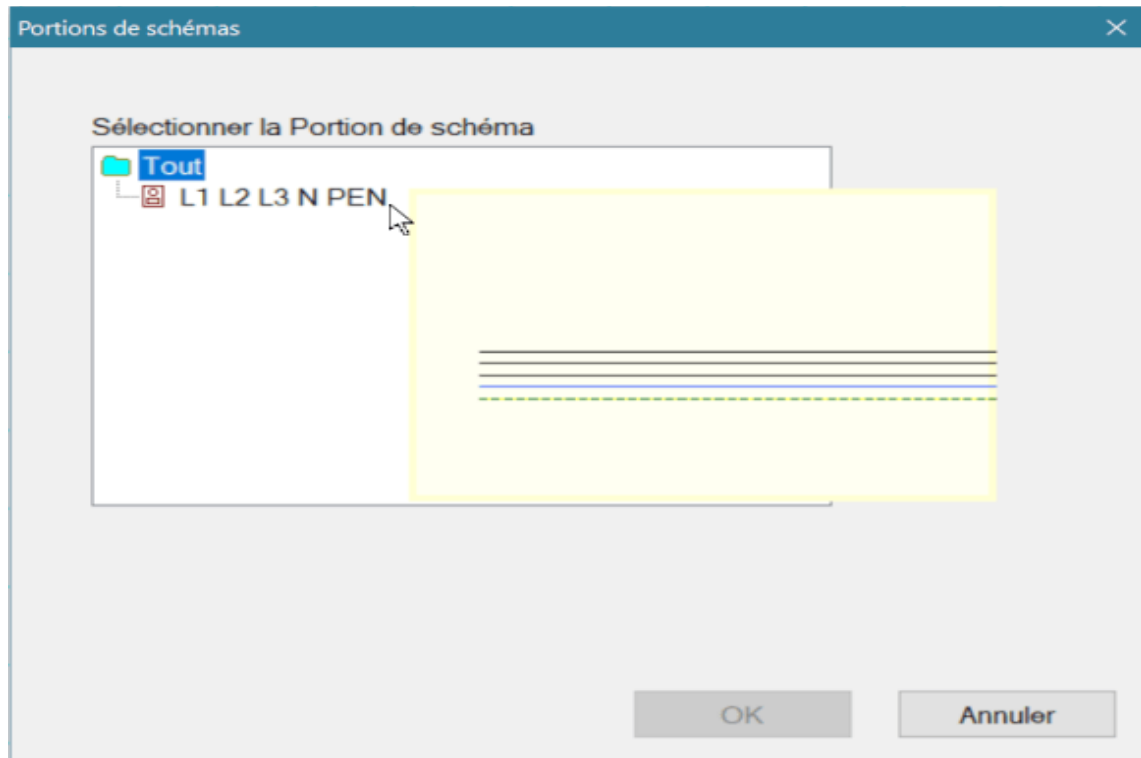 Portions de schémas
Sélectionner la Portion de schéma
Tout
L1 L2 L3 N PEN
OK
Annuler